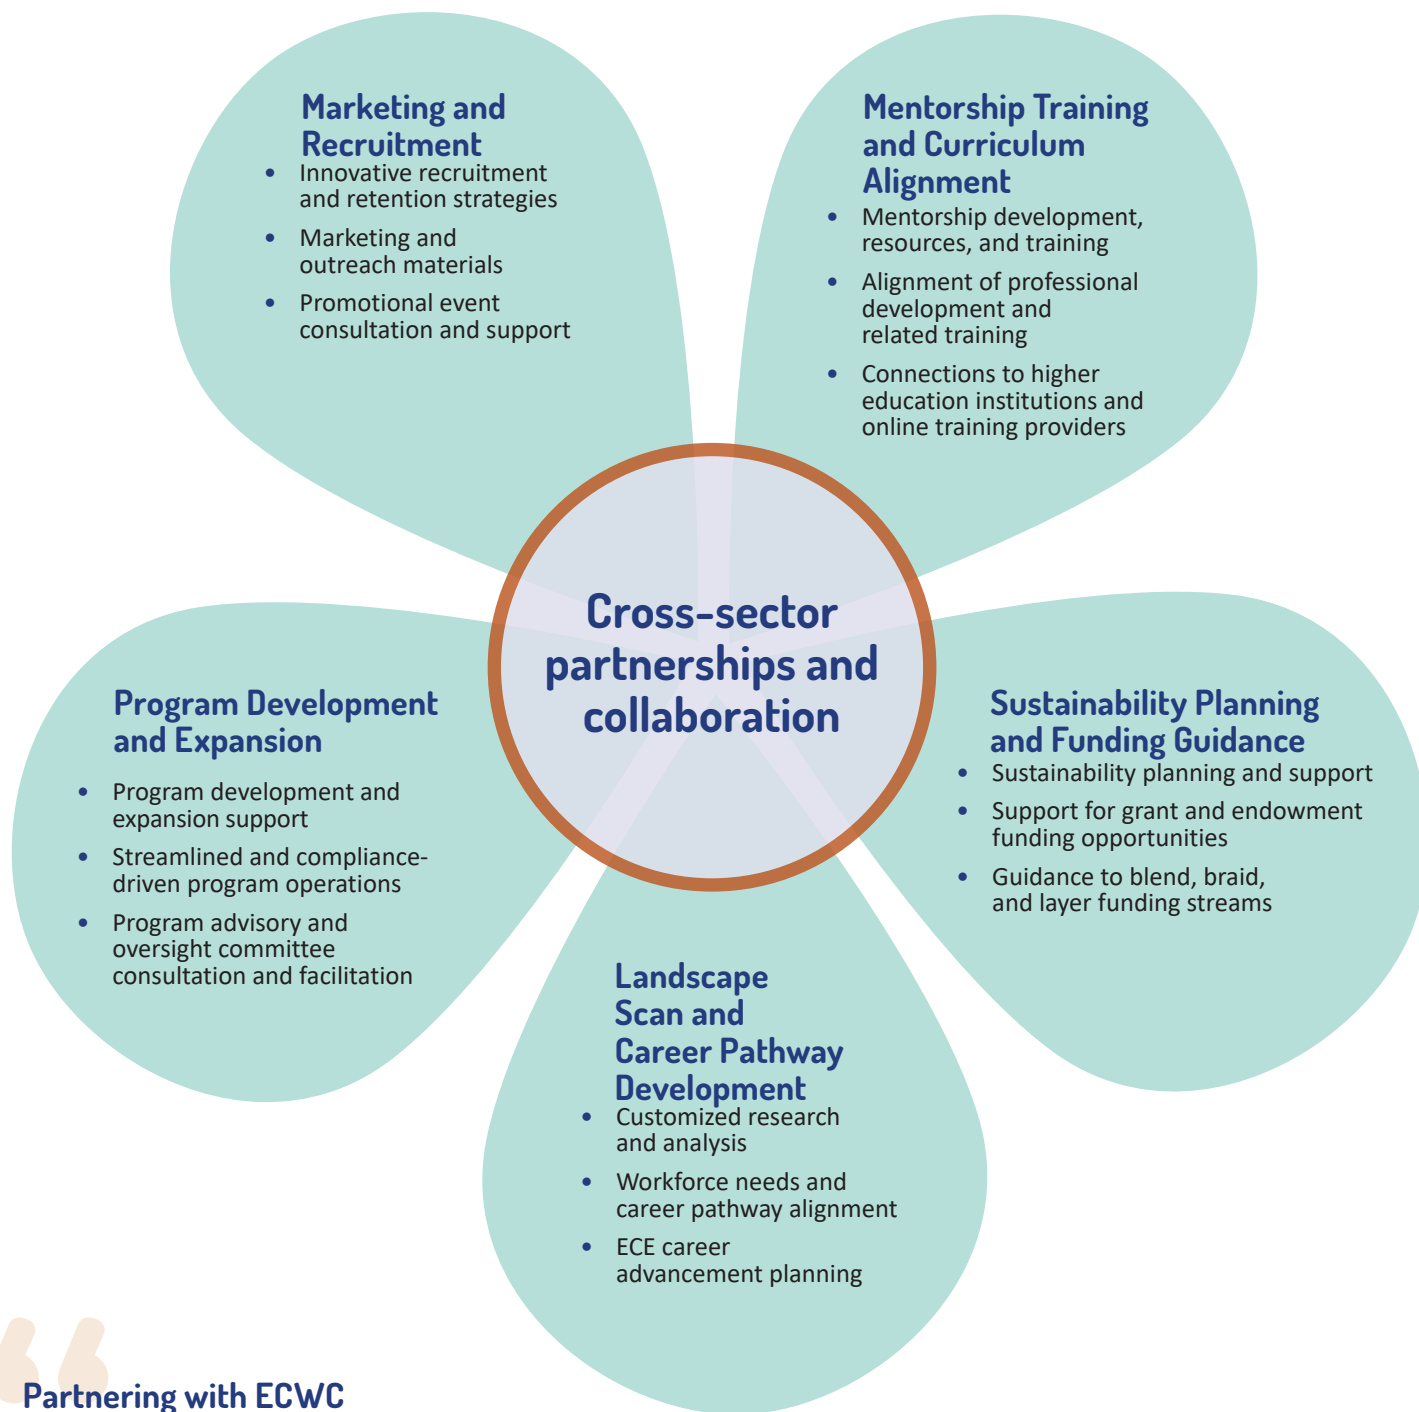 Marketing and
Recruitment
• Innovative recruitment
and retention strategies
• Marketing and
outreach materials
• Promotional event
consultation and support
Mentorship Training
and Curriculum
Alignment
• Mentorship development,
resources, and training
• Alignment of professional
development and
related training
• Connections to higher
education institutions and
online training providers
Cross-sector
partnerships and
collaboration
Program Development
and Expansion
• Program development and
expansion support
• Streamlined and compliance-
driven program operations
• Program advisory and
oversight committee
consultation and facilitation
Sustainability Planning
and Funding Guidance
• Sustainability planning and support
• Support for grant and endowment
funding opportunities
• Guidance to blend, braid,
and layer funding streams
Landscape
Scan and
Career Pathway
Development
• Customized research
and analysis
• Workforce needs and
career pathway alignment
• ECE career
advancement planning
“
Partnering with ECWC